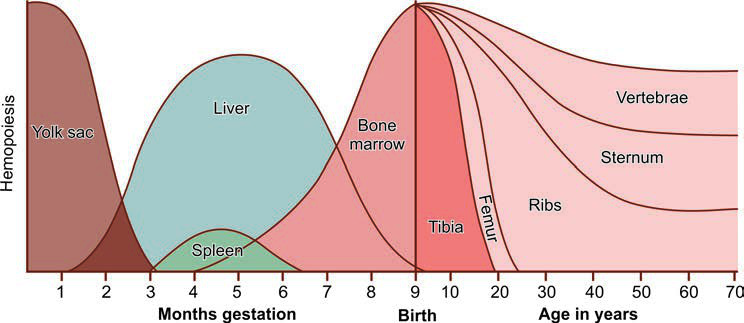 Hemopoiesis
Yolk sac
Liver
Spleen
Bone
marrow
Tibia
Femur
Ribs
Sternum
Vertebrae
1 2 3 4 5 6 7 8 9 10 20 30 40 50 60 70
Months gestation Birth Age in years